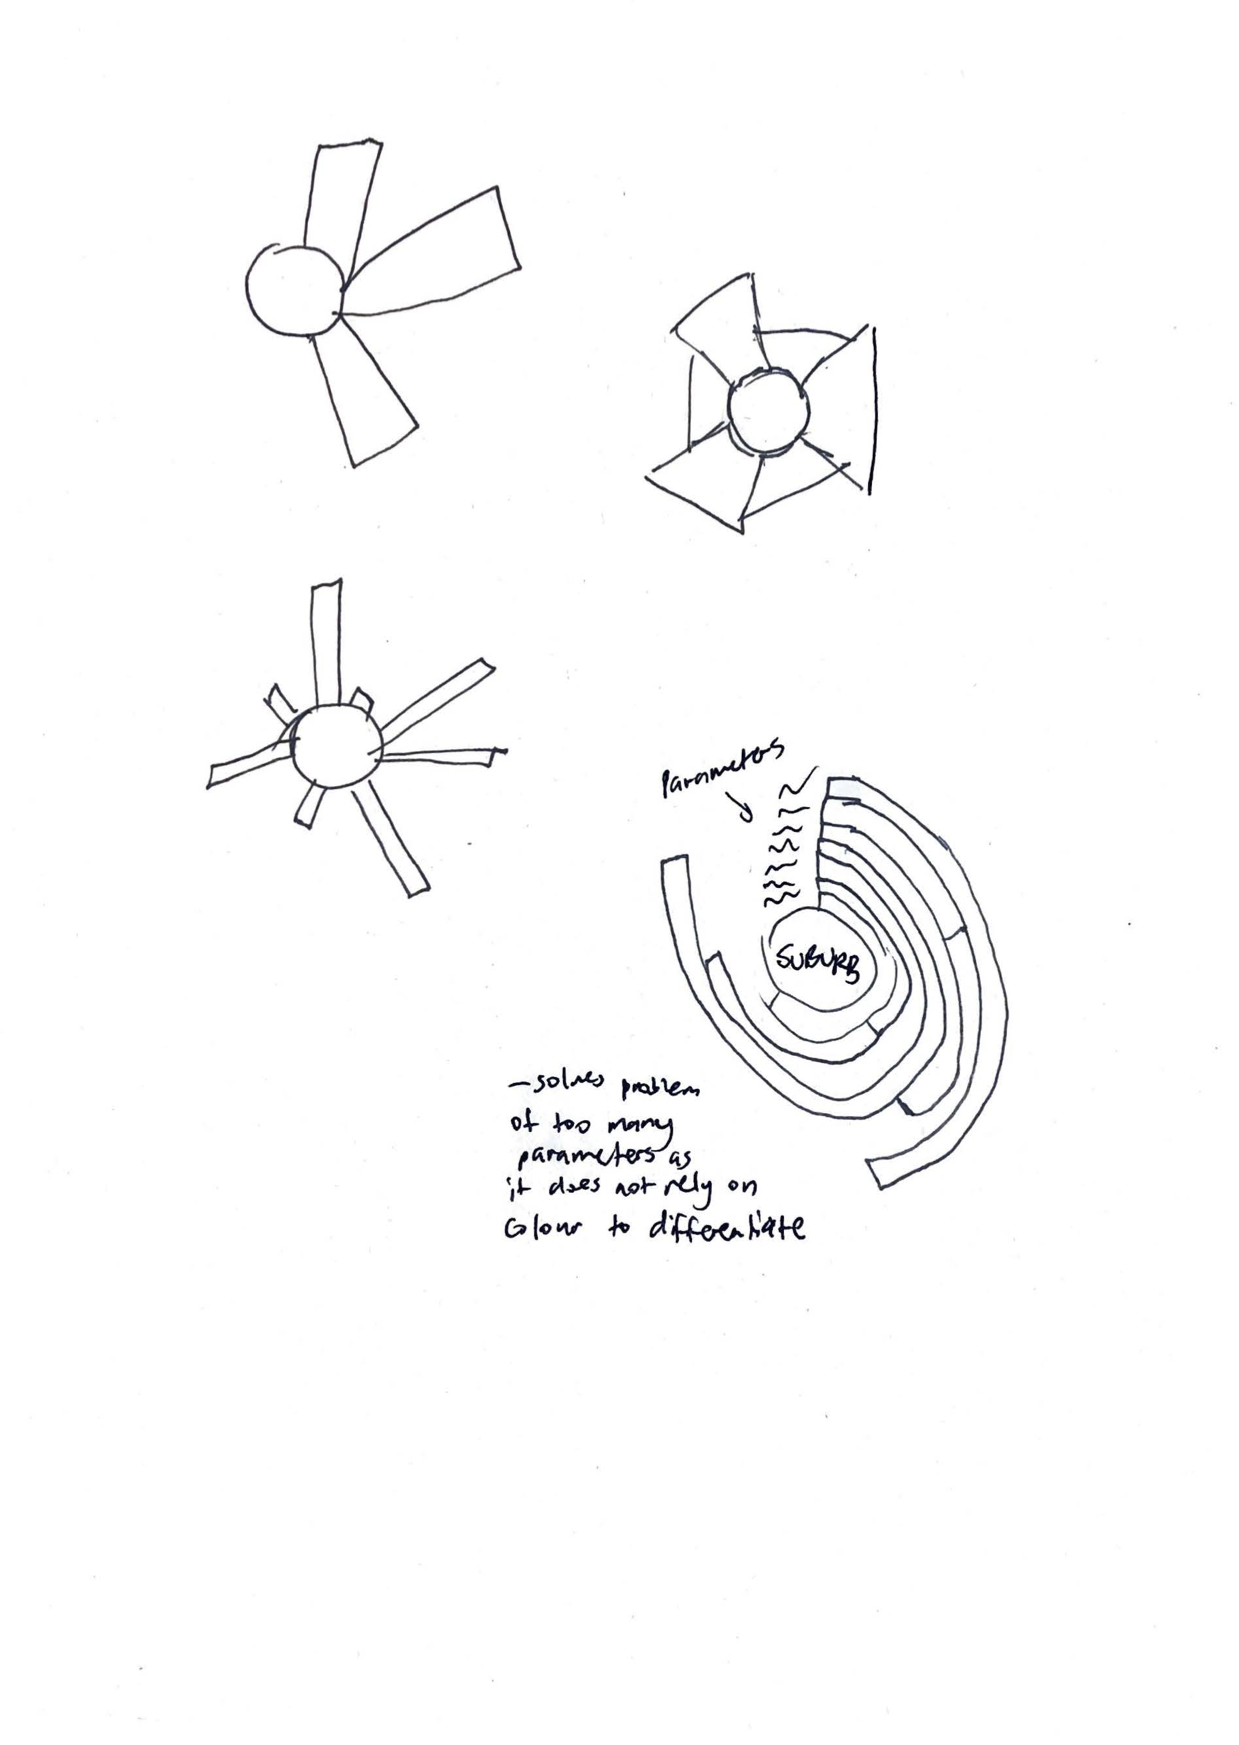 Parameters
SUBURB
- solves problem
of too many
parameters as
it does not rely on
colour to differentiate